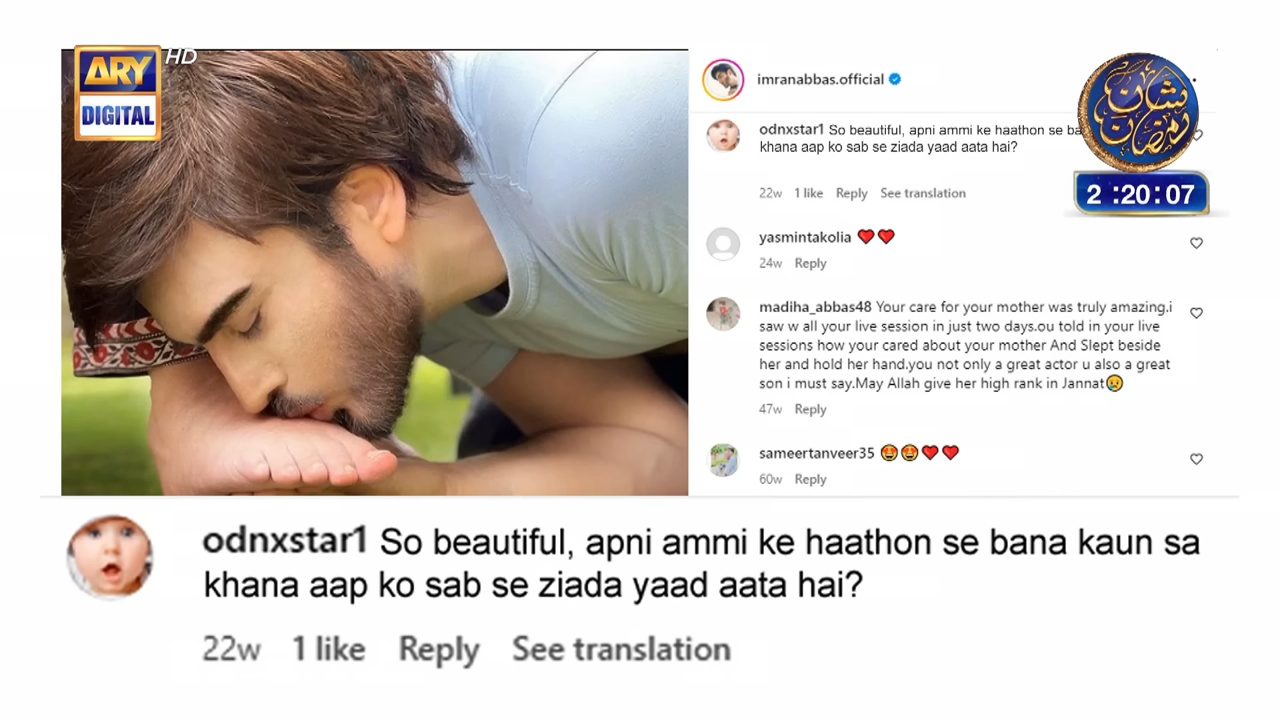 ARY
DIGITAL
HD
imranabbas.official
odnxstar1 So beautiful, apni ammi ke haathon se ba
khana aap ko sab se ziada yaad aata hai?
22w 1 like Reply See translation
yasmintakolia ❤️❤️
24w Reply
madiha_abbas48 Your care for your mother was truly amazing.i
saw w all your live session in just two days.ou told in your live
sessions how your cared about your mother And Slept beside
her and hold her hand.you not only a great actor u also a great
son i must say.May Allah give her high rank in Jannat😢
47w Reply
sameertanveer35 🤩🤩❤️❤️
60w Reply
شان
رمضان
2 :20:07
odnxstar1 So beautiful, apni ammi ke haathon se bana kaun sa
khana aap ko sab se ziada yaad aata hai?
22w 1 like Reply See translation